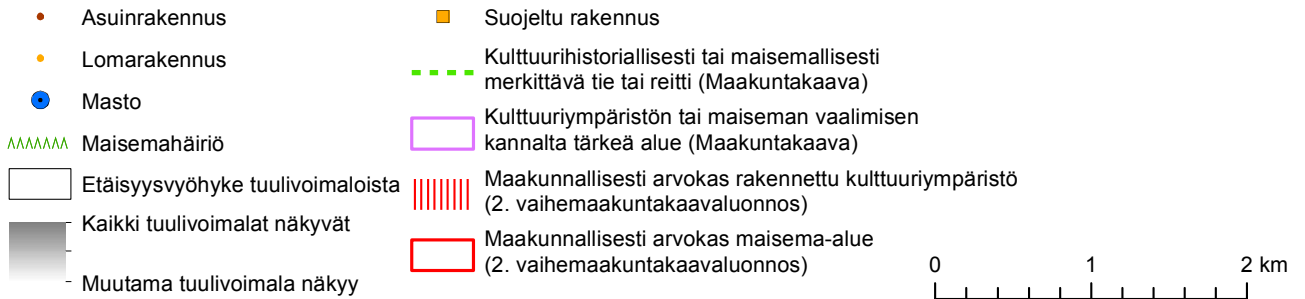 Asuinrakennus
Lomarakennus
Masto
Maisemahäiriö
Etäisyysvyöhyke tuulivoimaloista
Kaikki tuulivoimalat näkyvät
Muutama tuulivoimala näkyy
Suojeltu rakennus
Kulttuurihistoriallisesti tai maisemallisesti
merkittävä tie tai reitti (Maakuntakaava)
Kulttuuriympäristön tai maiseman vaalimisen
kannalta tärkeä alue (Maakuntakaava)
Maakunnallisesti arvokas rakennettu kulttuuriympäristö
(2. vaihemaakuntakaavaluonnos)
Maakunnallisesti arvokas maisema-alue
(2. vaihemaakuntakaavaluonnos)
0 1 2 km